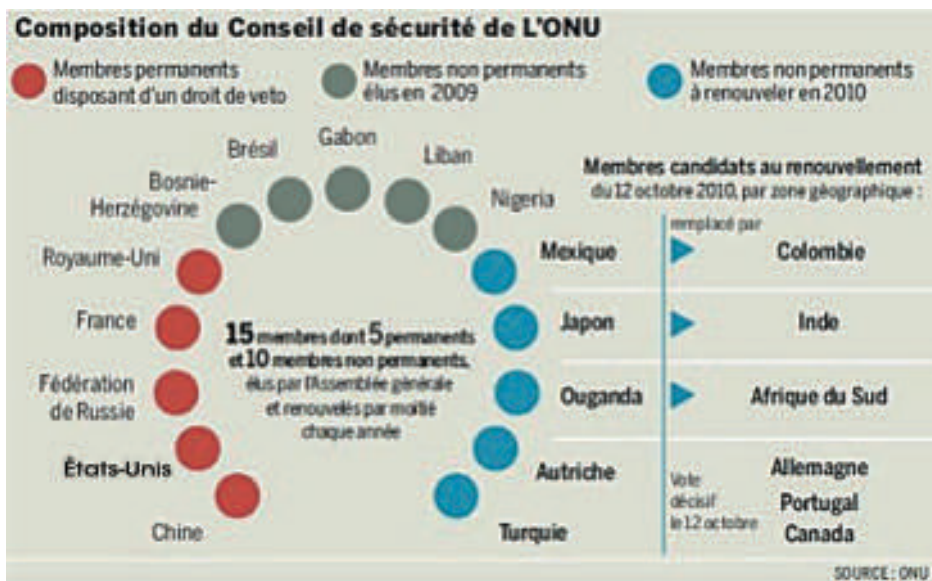 Composition du Conseil de sécurité de L'ONU
Membres permanents
disposant d'un droit de veto
Membres non permanents
élus en 2009
Membres non permanents
à renouveler en 2010
Gabon
Brésil
Liban
Bosnie-
Herzégovine
Nigeria
Royaume-Uni
France
Fédération
de Russie
États-Unis
Chine
15 membres dont 5 permanents
et 10 membres non permanents,
élus par l'Assemblée générale
et renouvelés par moitié
chaque année
Membres candidats au renouvellement
du 12 octobre 2010, par zone géographique :
remplacé par
Mexique
Colombie
Japon
Inde
Ouganda
Afrique du Sud
Autriche
Turquie
Vote
décisif
le 12 octobre
Allemagne
Portugal
Canada
SOURCE : ONU